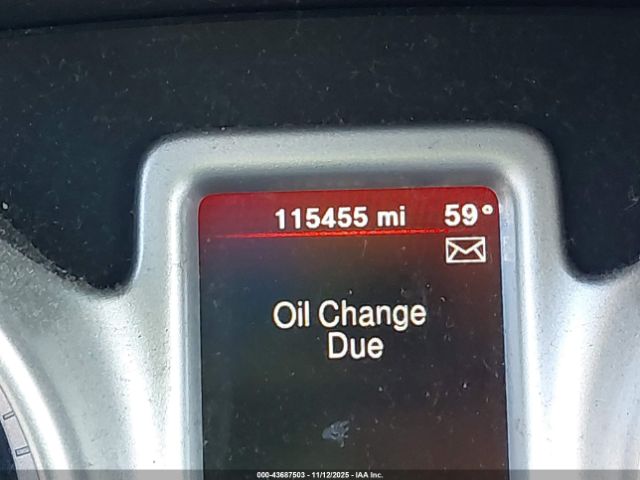 115455 mi 59°
Oil Change
Due
000-43687503 - 11/12/2025 - IAA Inc.